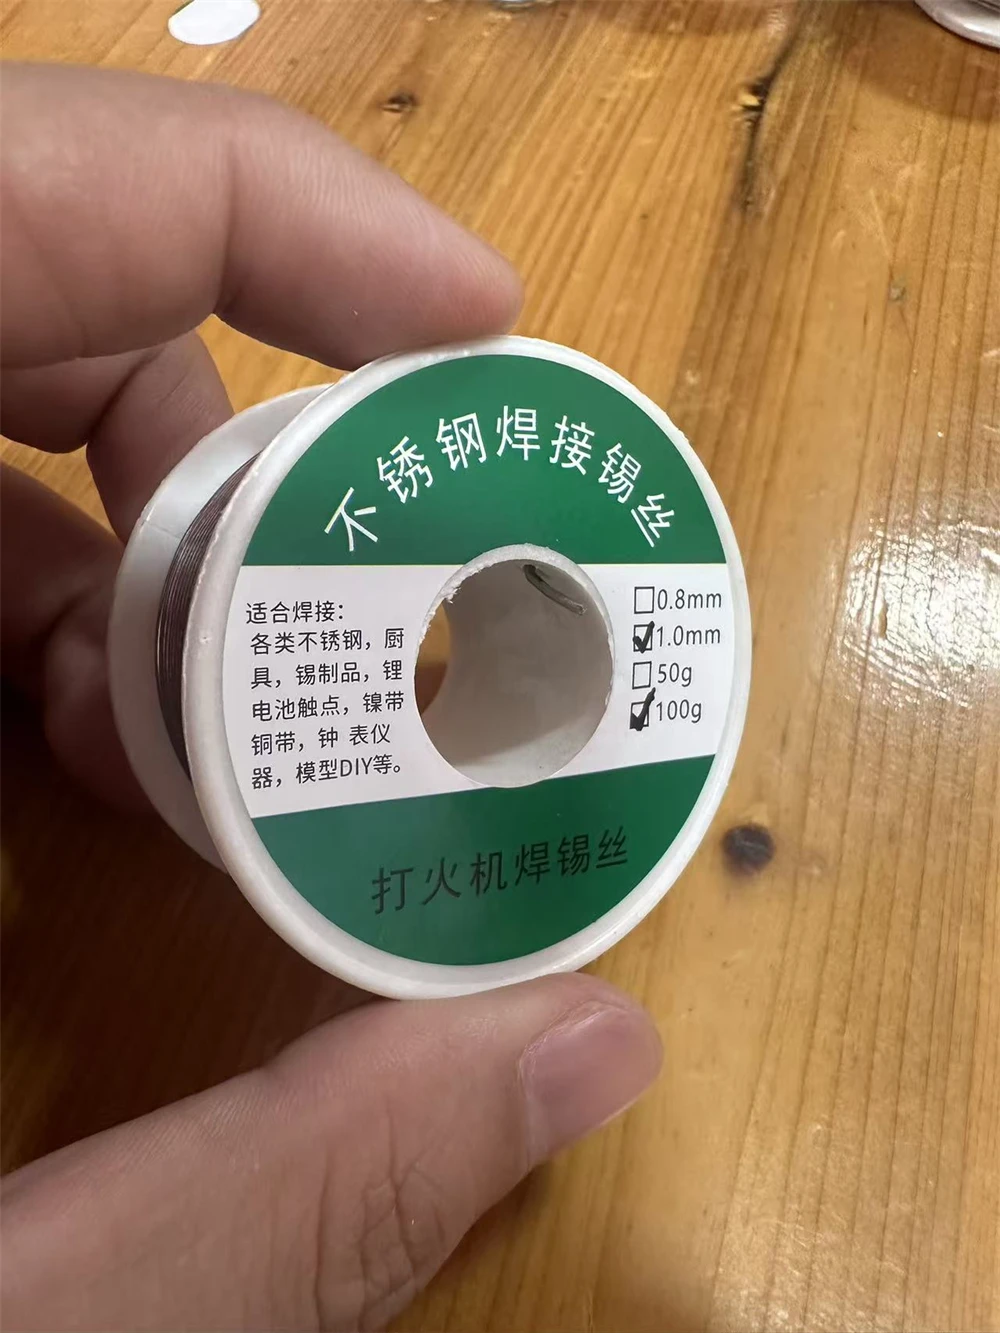 不锈钢焊接锡丝
适合焊接：
各类不锈钢，厨
具，锡制品，锂
电池触点，镍带
铜带，钟 表仪
器，模型DIY等。
0.8mm
1.0mm
50g
100g
打火机焊锡丝